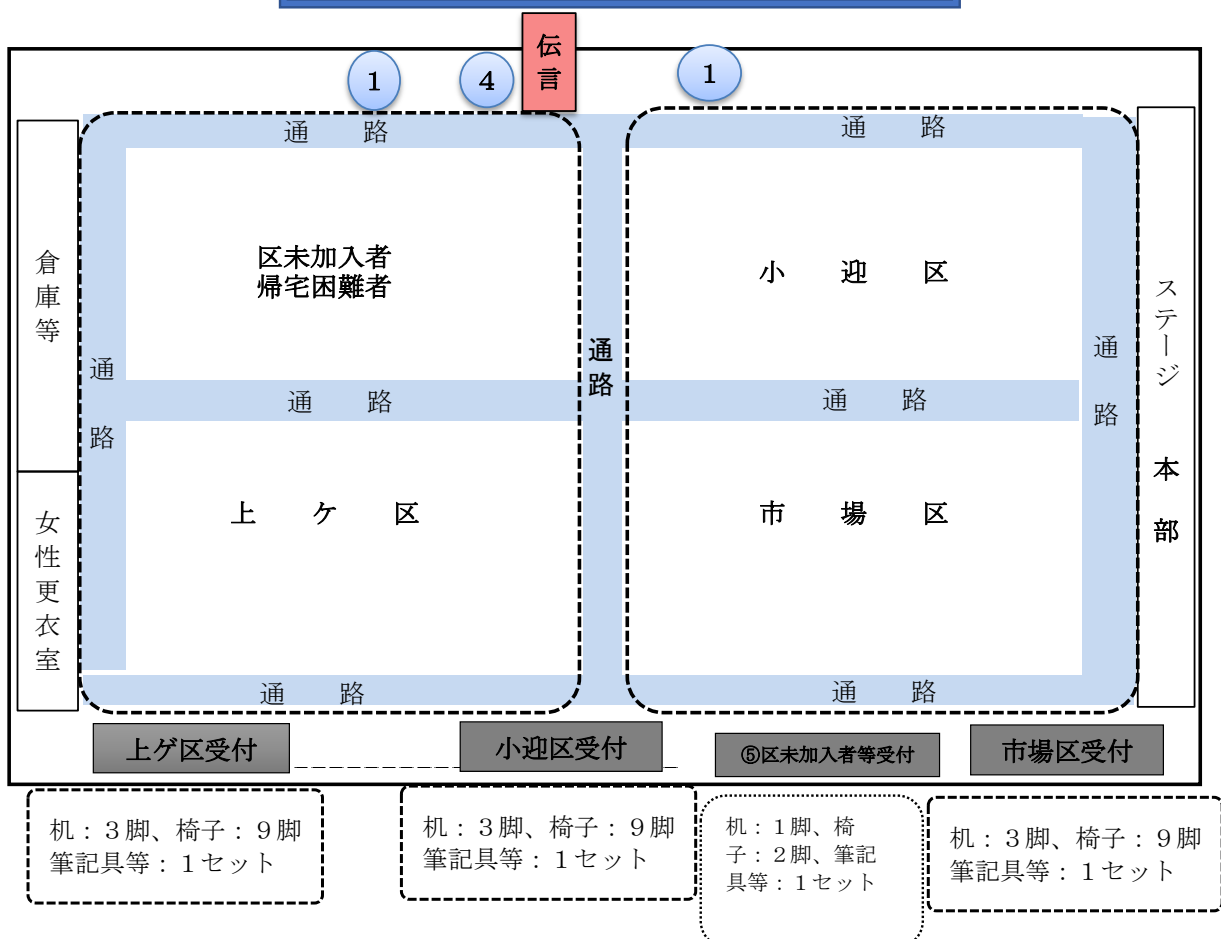 伝言
① ④ ①
通路 通路
倉庫等
区未加入者
帰宅困難者
小迎区
ステージ 本部
通路
通路
通路
通路 通路
女性更衣室
上ケ区
市場区
通路 通路
上ゲ区受付
小迎区受付
⑤区未加入者等受付
市場区受付
机：３脚、椅子：９脚
筆記具等：１セット
机：３脚、椅子：９脚
筆記具等：１セット
机：１脚、椅
子：２脚、筆記
具等：１セット
机：３脚、椅子：９脚
筆記具等：１セット